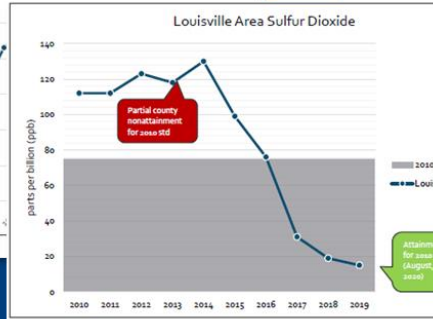 Louisville Area Sulfur Dioxide
parts per billion (ppb)
140
120
100
80
60
40
20
0
Partial county
nonattainment
for 2010 std
2010
Loui
Attainm
for 2010
(August,
2020)
2010 2011 2012 2013 2014 2015 2016 2017 2018 2019